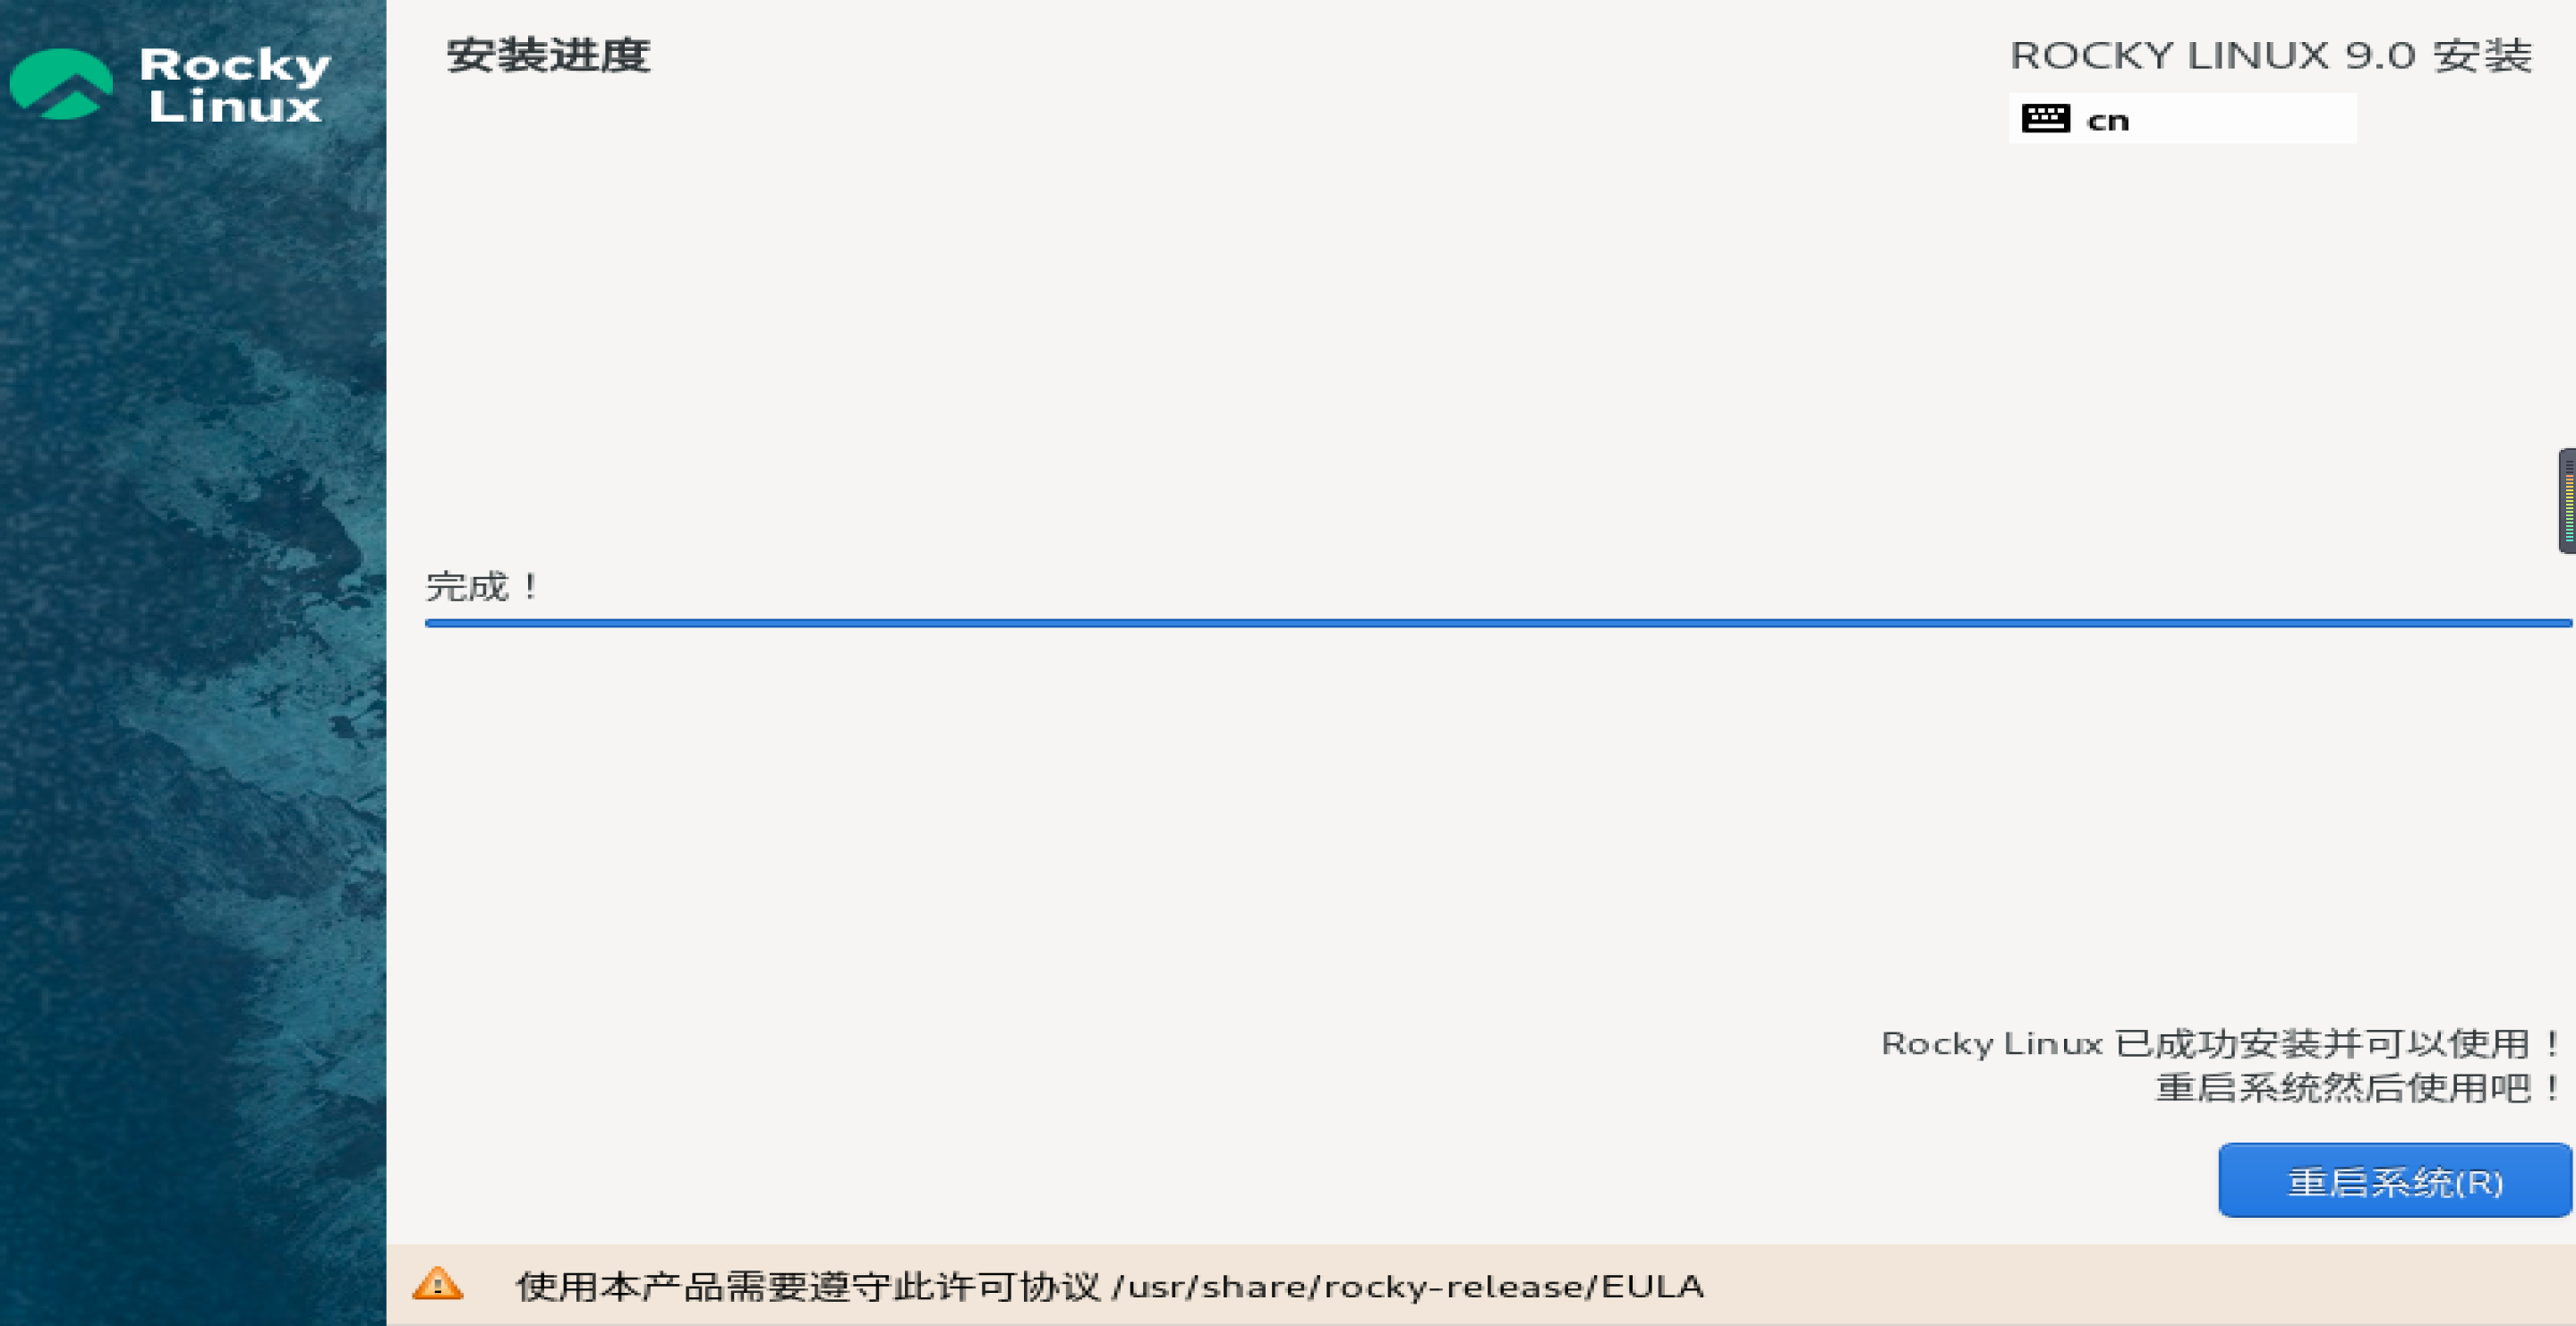 Rocky
Linux
安装进度
ROCKY LINUX 9.0 安装
cn
完成！
Rocky Linux 已成功安装并可以使用！
重启系统然后使用吧！
重启系统(R)
使用本产品需要遵守此许可协议 /usr/share/rocky-release/EULA